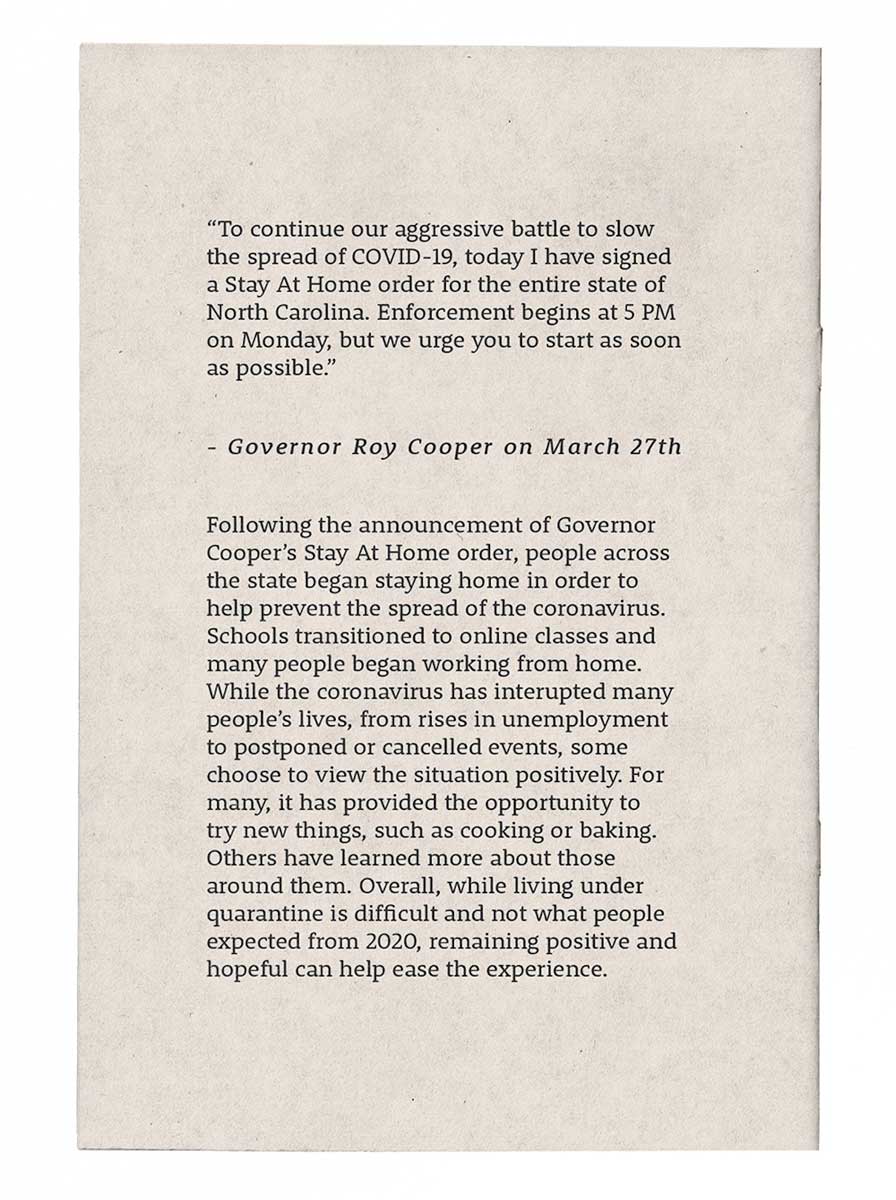 “To continue our aggressive battle to slow
the spread of COVID-19, today I have signed
a Stay At Home order for the entire state of
North Carolina. Enforcement begins at 5 PM
on Monday, but we urge you to start as soon
as possible.”
– Governor Roy Cooper on March 27th
Following the announcement of Governor
Cooper’s Stay At Home order, people across
the state began staying home in order to
help prevent the spread of the coronavirus.
Schools transitioned to online classes and
many people began working from home.
While the coronavirus has interupted many
people’s lives, from rises in unemployment
to postponed or cancelled events, some
choose to view the situation positively. For
many, it has provided the opportunity to
try new things, such as cooking or baking.
Others have learned more about those
around them. Overall, while living under
quarantine is difficult and not what people
expected from 2020, remaining positive and
hopeful can help ease the experience.